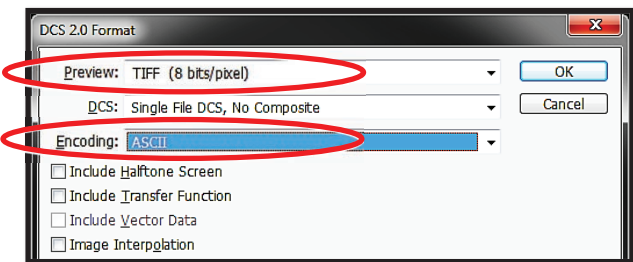 DCS 2.0 Format
Preview: TIFF (8 bits/pixel) OK
DCS: Single File DCS, No Composite Cancel
Encoding: ASCII
Include Halftone Screen
Include Transfer Function
Include Vector Data
Image Interpolation